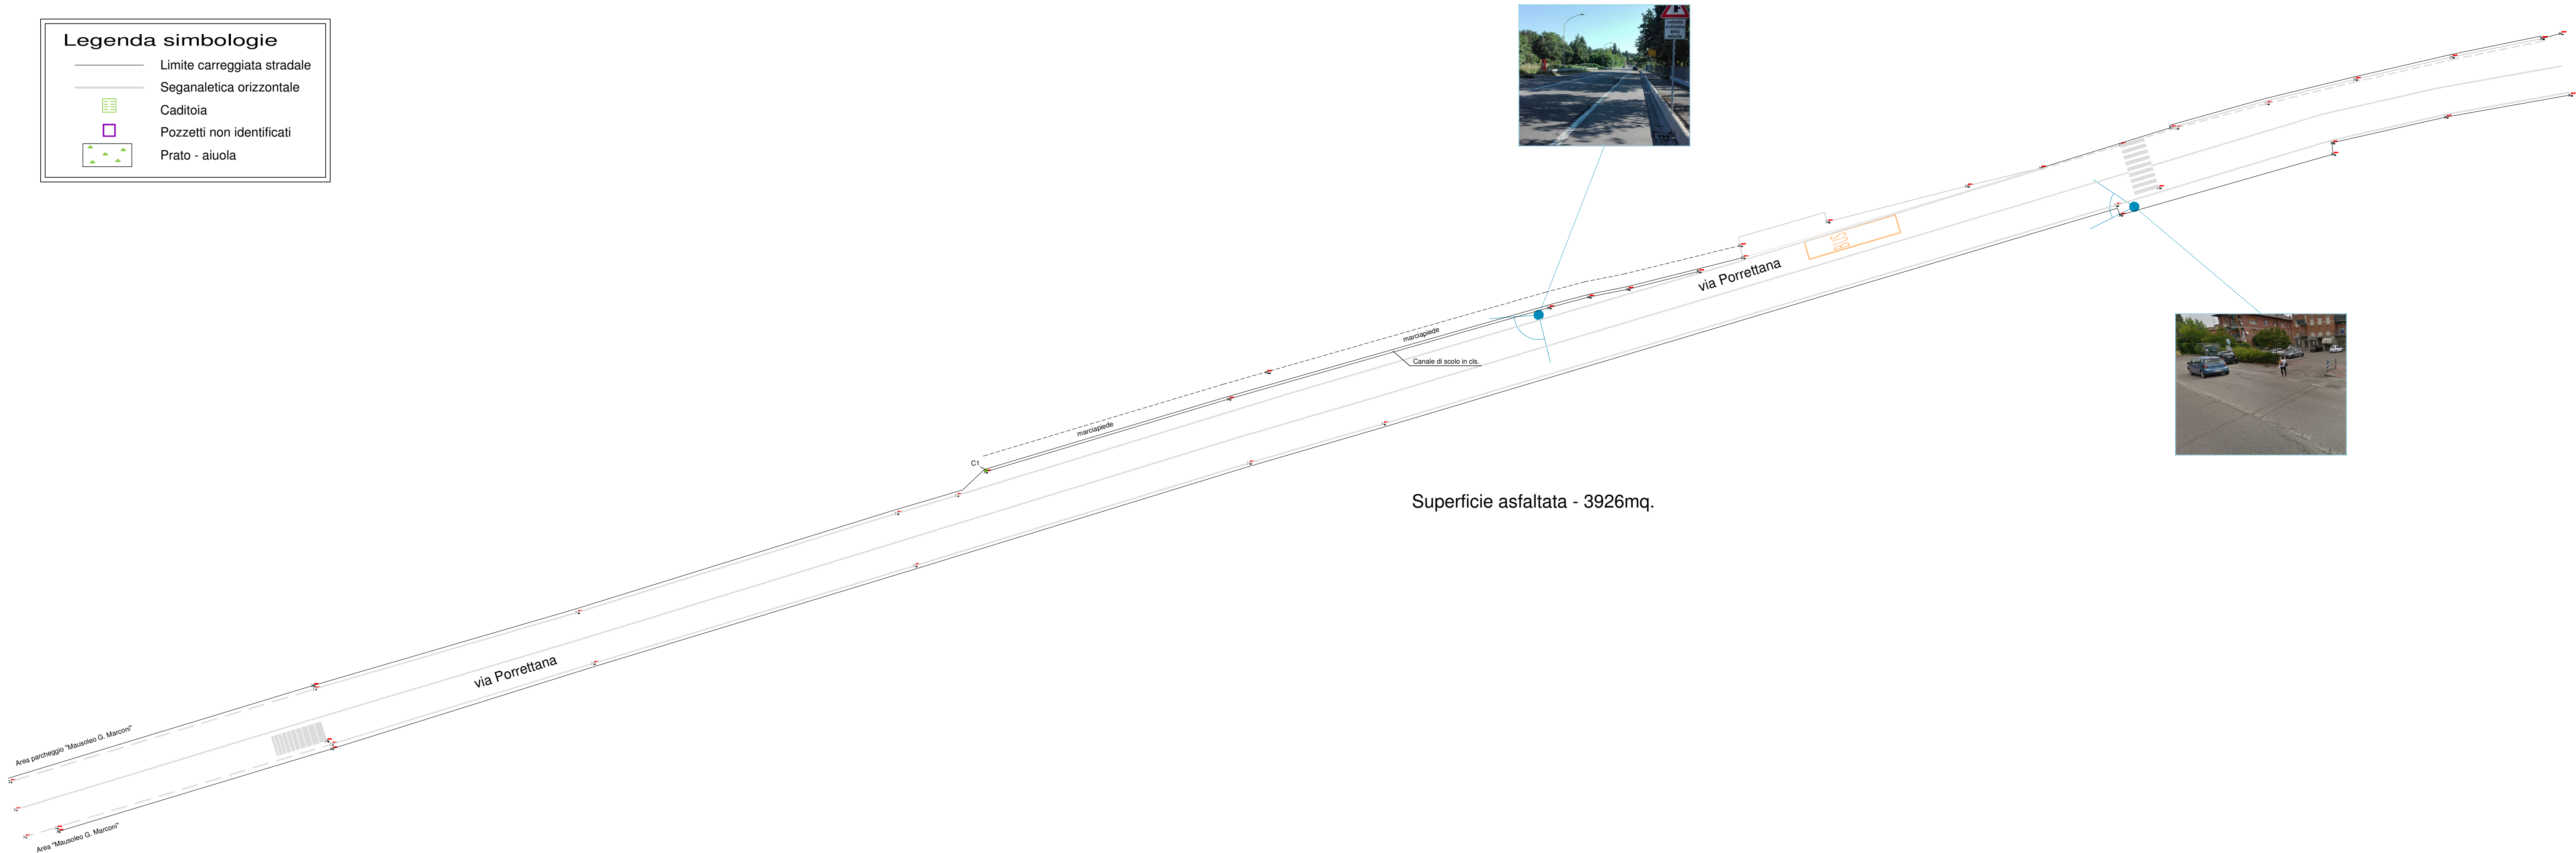 Legenda simbologie
Limite carreggiata stradale
Seganaletica orizzontale
Caditoia
Pozzetti non identificati
Prato - aiuola
BUS
via Porrettana
marciapiede
Canale di scolo in cls.
marciapiede
C1
Superficie asfaltata - 3926mq.
via Porrettana
Area parcheggio "Mausoleo G. Marconi"
Area "Mausoleo G. Marconi"